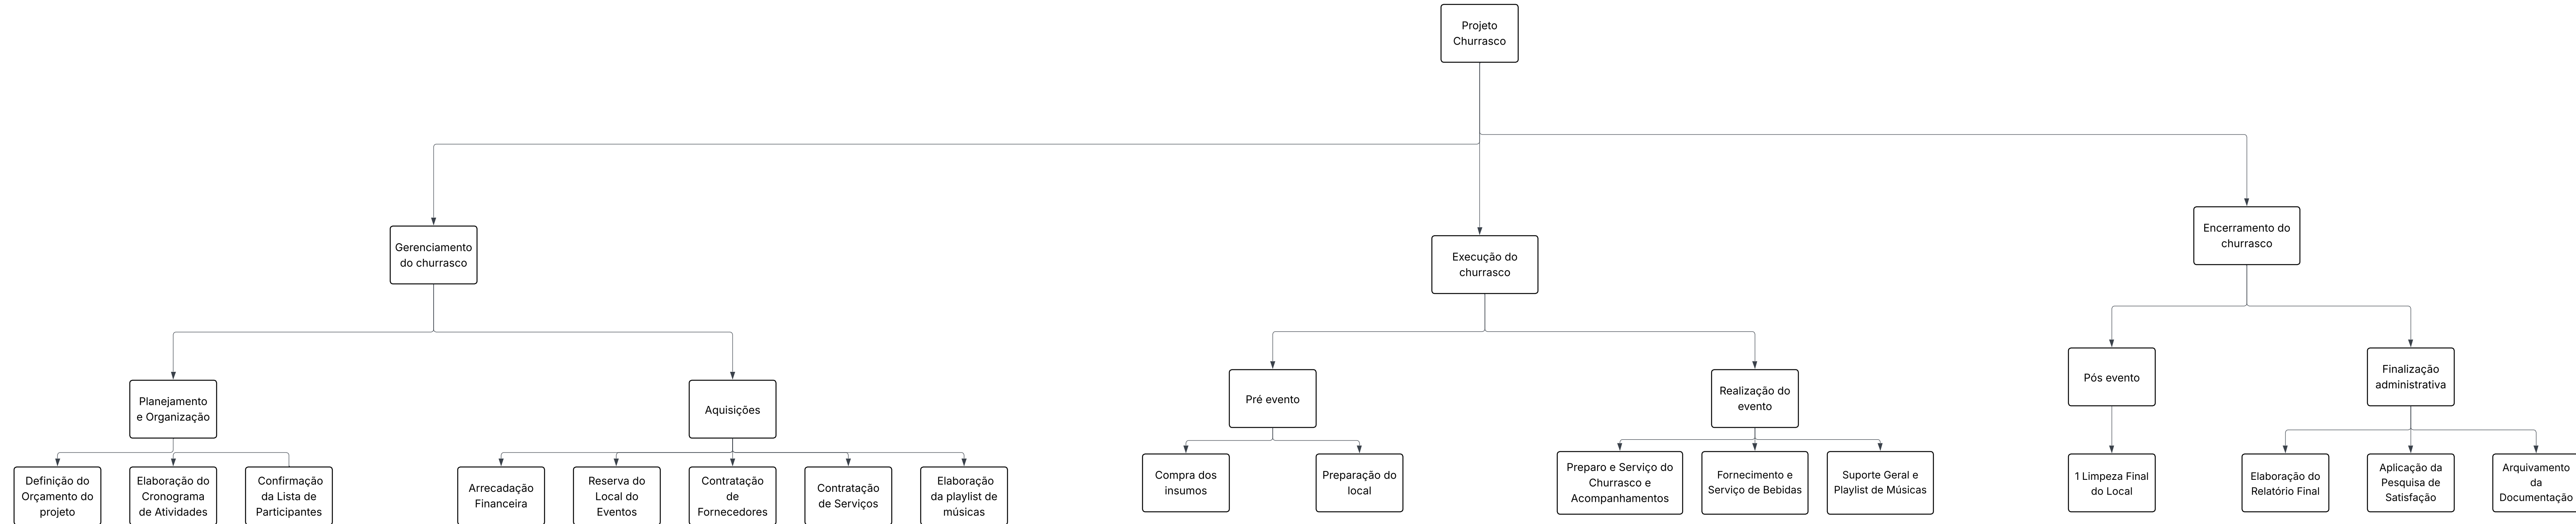 Projeto
Churrasco
Gerenciamento
do churrasco
Execução do
churrasco
Encerramento do
churrasco
Planejamento
e Organização
Aquisições
Pré evento
Realização do
evento
Pós evento
Finalização
administrativa
Definição do
Orçamento do
projeto
Elaboração do
Cronograma
de Atividades
Confirmação
da Lista de
Participantes
Arrecadação
Financeira
Reserva do
Local do
Eventos
Contratação
de
Fornecedores
Contratação
de Serviços
Elaboração
da playlist de
músicas
Compra dos
insumos
Preparação do
local
Preparo e Serviço do
Churrasco e
Acompanhamentos
Fornecimento e
Serviço de Bebidas
Suporte Geral e
Playlist de Músicas
1 Limpeza Final
do Local
Elaboração do
Relatório Final
Aplicação da
Pesquisa de
Satisfação
Arquivamento
da
Documentação